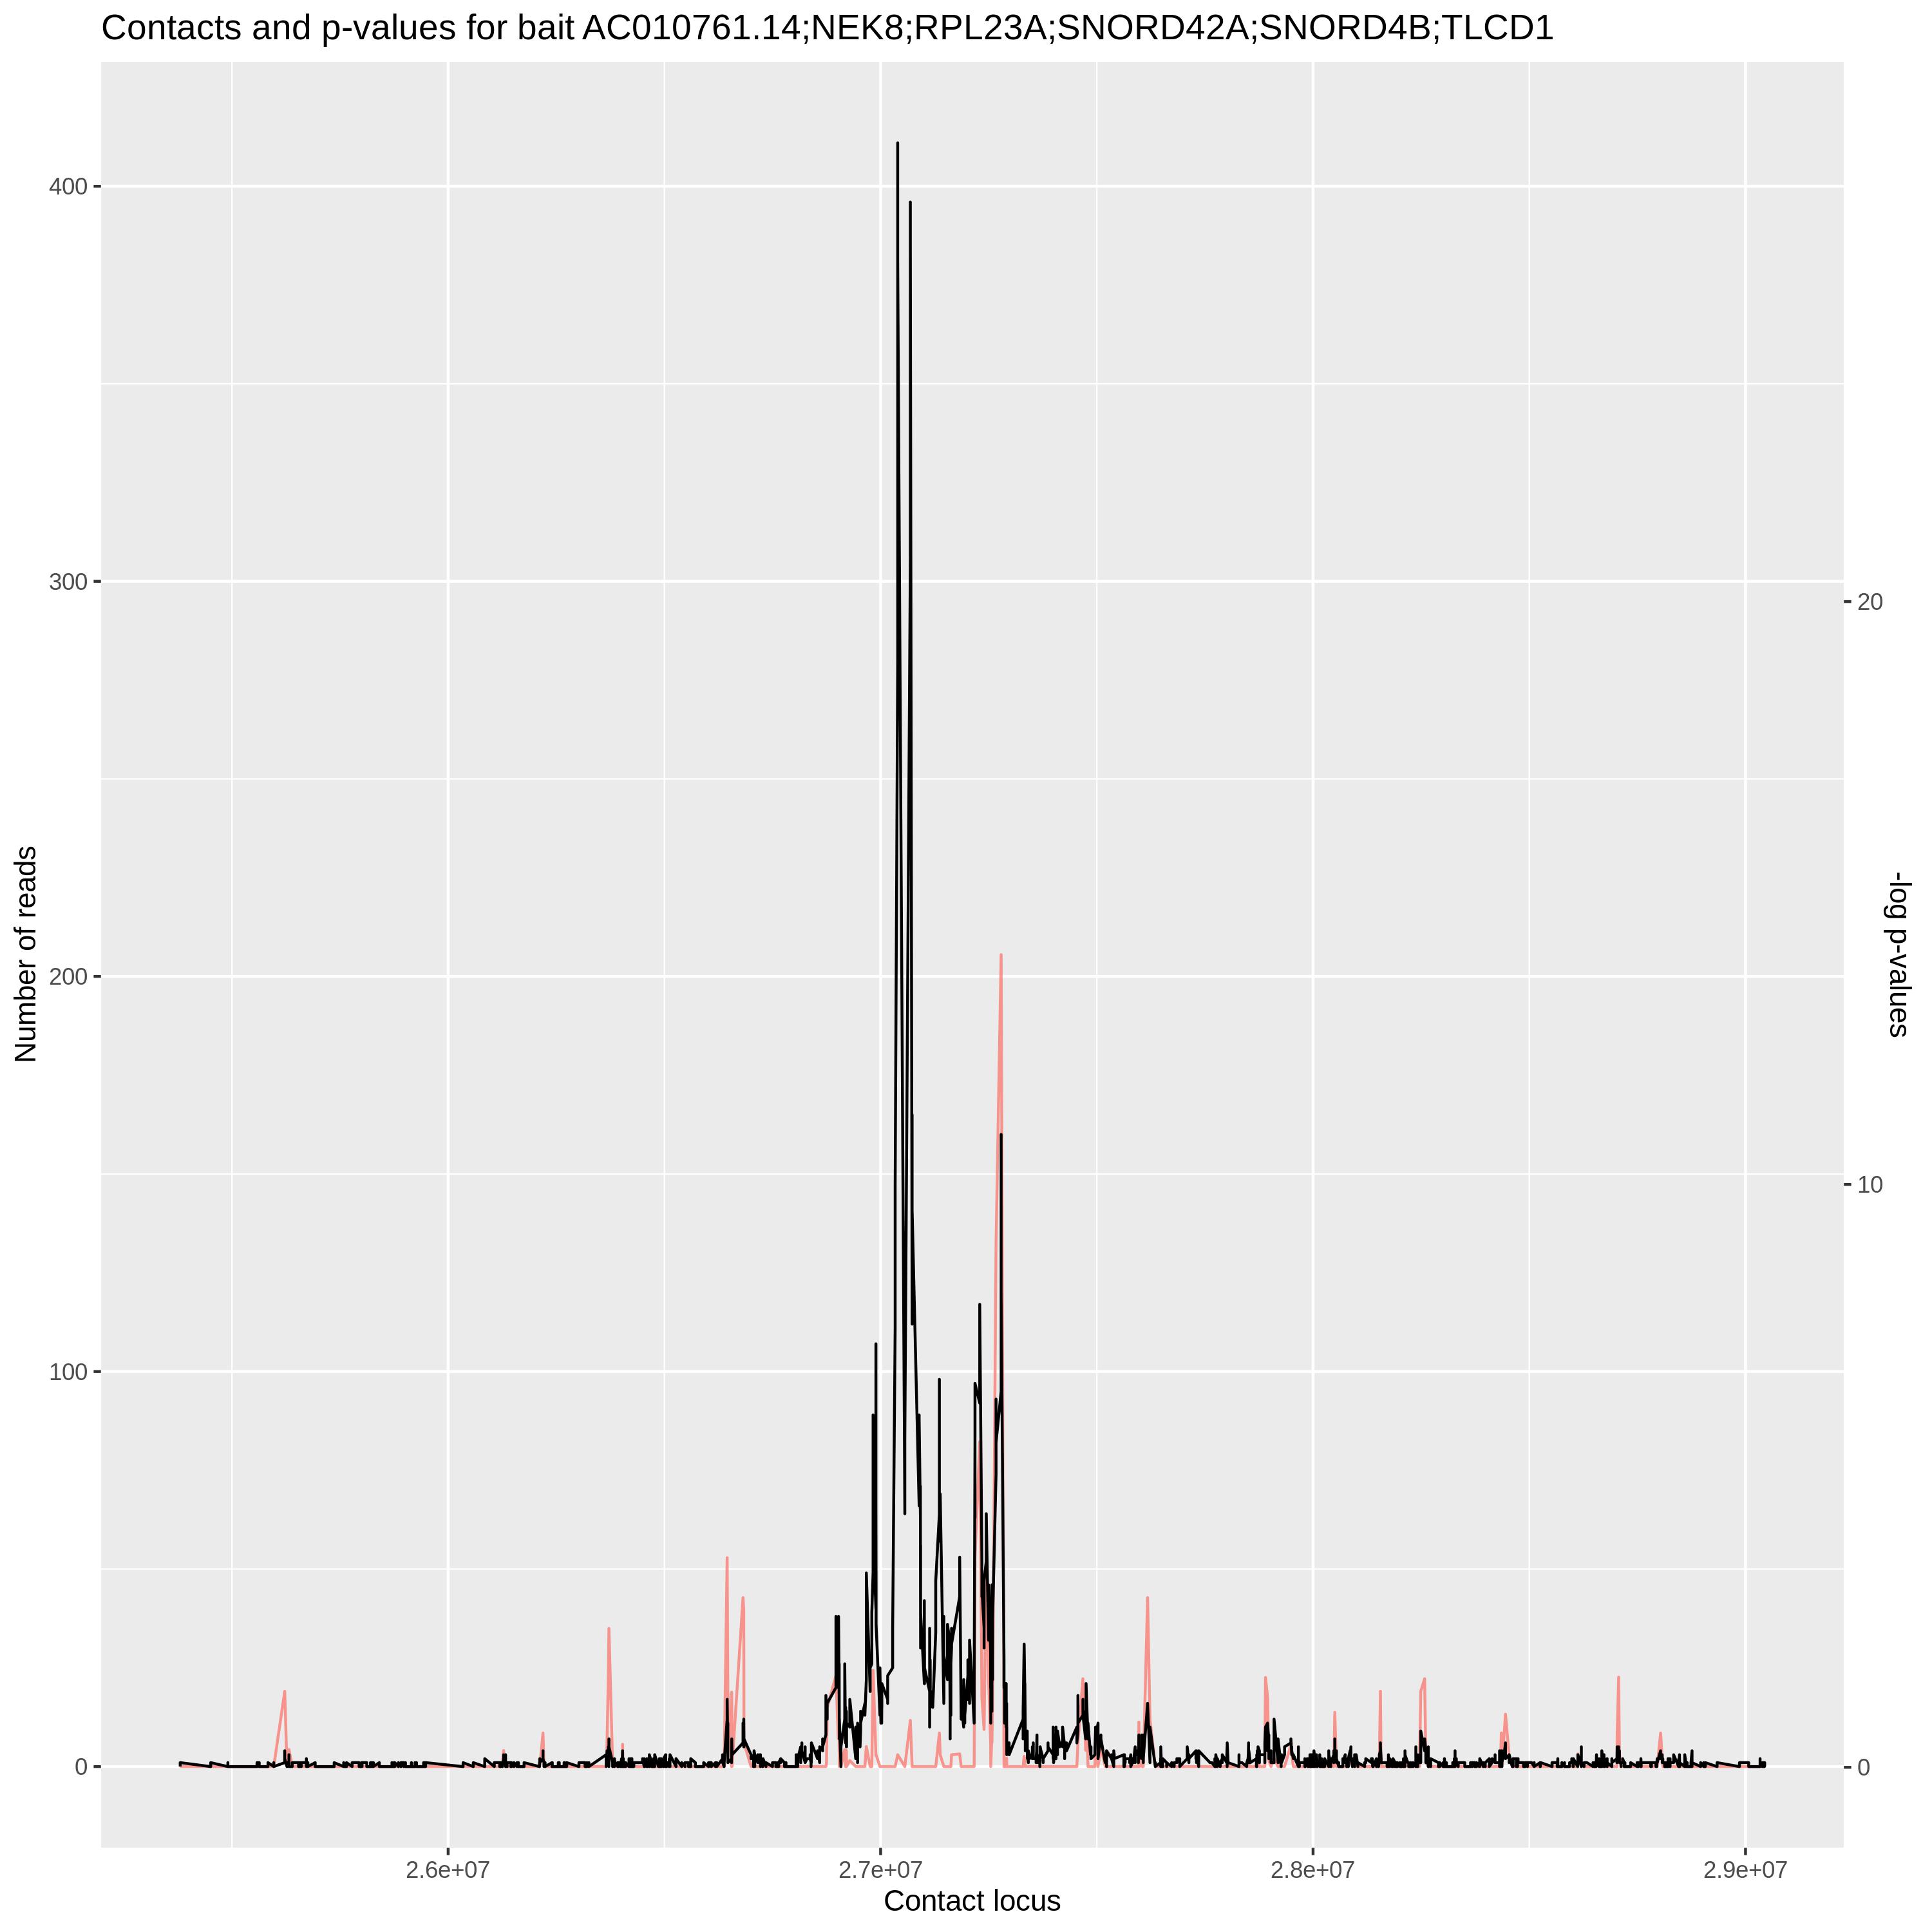 Contacts and p-values for bait AC010761.14;NEK8;RPL23A;SNORD42A;SNORD4B;TLCD1
400
300
200
100
0
Number of reads
20
10
0
-log p-values
2.6e+07
2.7e+07
2.8e+07
2.9e+07
Contact locus